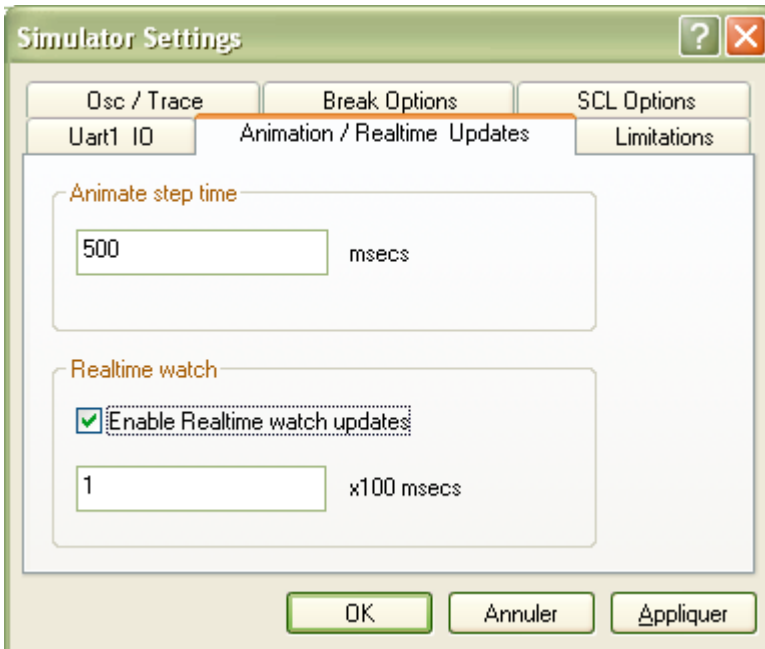 Simulator Settings
Osc / Trace
Break Options
SCL Options
Uart1 IO
Animation / Realtime Updates
Limitations
Animate step time
500
msecs
Realtime watch
Enable Realtime watch updates
1
x100 msecs
OK
Annuler
Appliquer